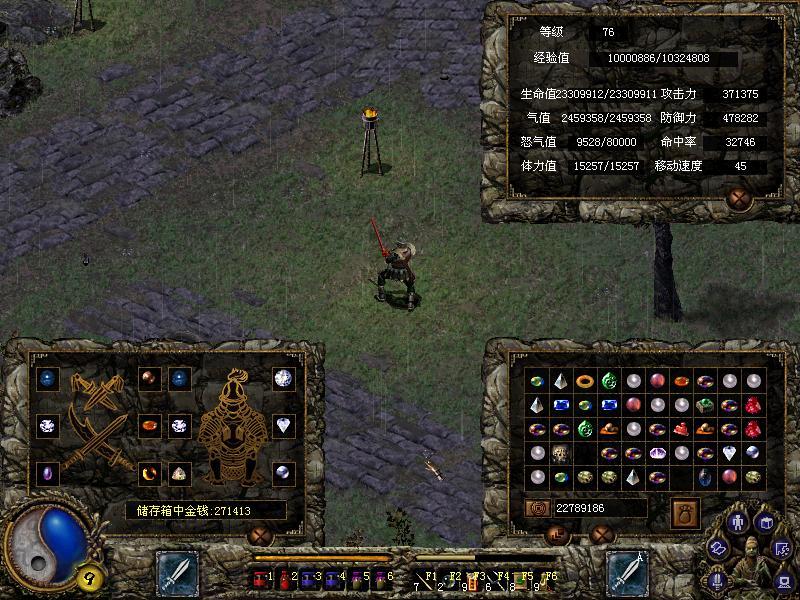 等级 76
经验值 10000886/10324808
生命值23309912/23309911 攻击力 371375
气值 2459358/2459358 防御力 478282
怒气值 9528/80000 命中率 32746
体力值 15257/15257 移动速度 45
储存箱中金钱:271413
22789186
9
1 2 3 4 5 6 F1 F2 F3 F4 F5 F6
7 2 9 6 8 9